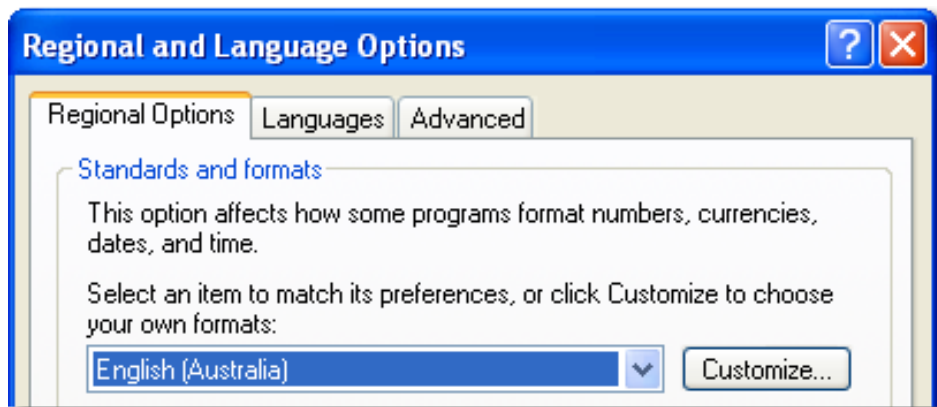 Regional and Language Options
Regional Options
Languages
Advanced
Standards and formats
This option affects how some programs format numbers, currencies,
dates, and time.
Select an item to match its preferences, or click Customize to choose
your own formats:
English (Australia)
Customize...